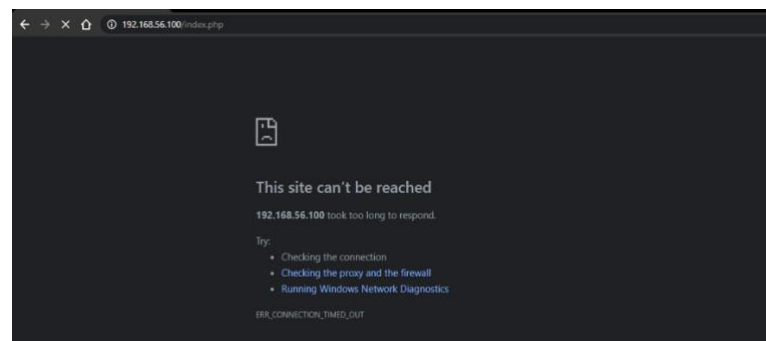 192.168.56.100/index.php
This site can't be reached
192.168.56.100 took too long to respond.
Try:
Checking the connection
Checking the proxy and the firewall
Running Windows Network Diagnostics
ERR_CONNECTION_TIMED_OUT